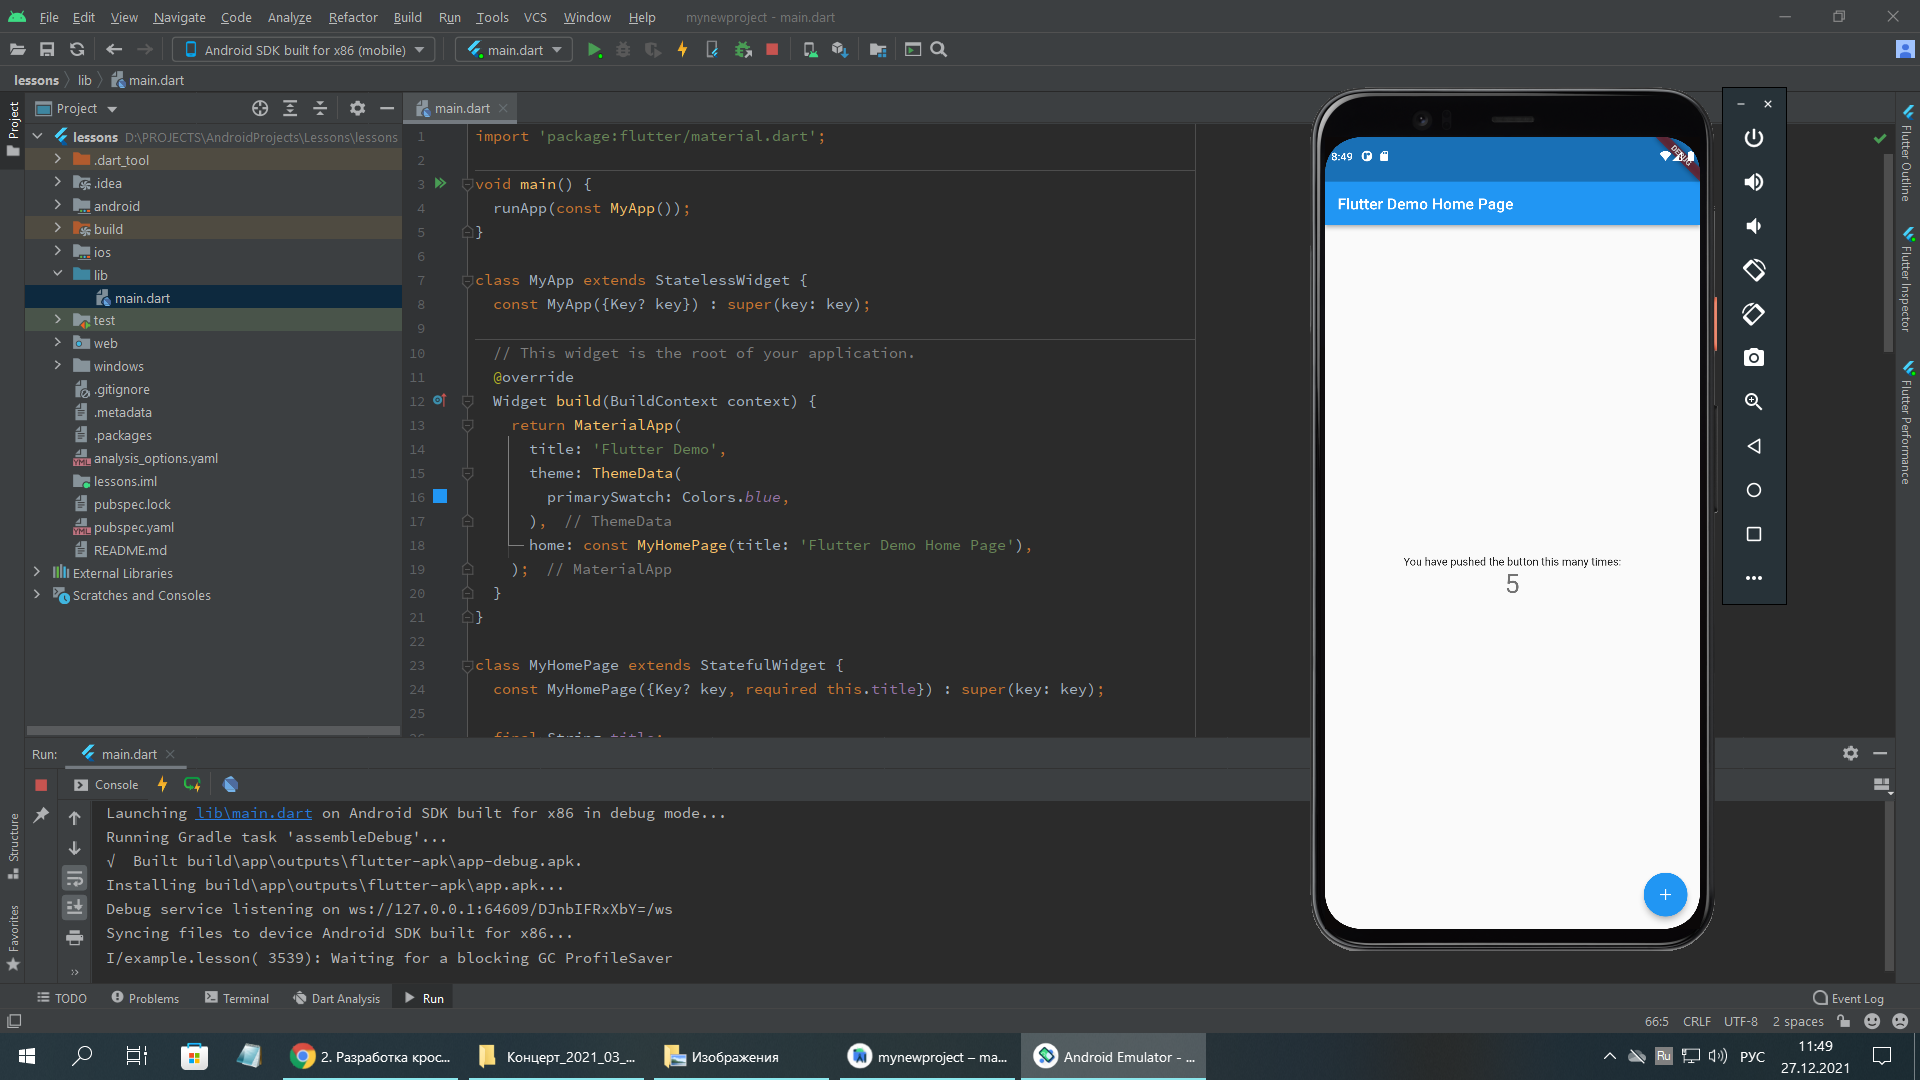 File Edit View Navigate Code Analyze Refactor Build Run Tools VCS Window Help mynewproject - main.dart
Android SDK built for x86 (mobile) main.dart
lessons lib main.dart
Project
Project
main.dart
lessons D:\PROJECTS\AndroidProjects\Lessons\lessons
.dart_tool
.idea
android
build
ios
lib
main.dart
test
web
windows
.gitignore
.metadata
.packages
analysis_options.yaml
lessons.iml
pubspec.lock
pubspec.yaml
README.md
External Libraries
Scratches and Consoles
1 import 'package:flutter/material.dart';
2
3 void main() {
4 runApp(const MyApp());
5 }
6
7 class MyApp extends StatelessWidget {
8 const MyApp({Key? key}) : super(key: key);
9
10 // This widget is the root of your application.
11 @override
12 Widget build(BuildContext context) {
13 return MaterialApp(
14 title: 'Flutter Demo',
15 theme: ThemeData(
16 primarySwatch: Colors.blue,
17 ), // ThemeData
18 home: const MyHomePage(title: 'Flutter Demo Home Page'),
19 ); // MaterialApp
20 }
21 }
22
23 class MyHomePage extends StatefulWidget {
24 const MyHomePage({Key? key, required this.title}) : super(key: key);
25
26 final String title;
8:49
DEBUG
Flutter Demo Home Page
You have pushed the button this many times:
5
Flutter Outline
Flutter Inspector
Flutter Performance
Run: main.dart
Console
Structure
Favorites
Launching lib\main.dart on Android SDK built for x86 in debug mode...
Running Gradle task 'assembleDebug'...
√ Built build\app\outputs\flutter-apk\app-debug.apk.
Installing build\app\outputs\flutter-apk\app.apk...
Debug service listening on ws://127.0.0.1:64609/DJnbIFRxXbY=/ws
Syncing files to device Android SDK built for x86...
I/example.lesson( 3539): Waiting for a blocking GC ProfileSaver
TODO Problems Terminal Dart Analysis Run Event Log
66:5 CRLF UTF-8 2 spaces
2. Разработка крос... Концерт_2021_03_... Изображения mynewproject – ma... Android Emulator - ...
Ru РУС 11:49
27.12.2021